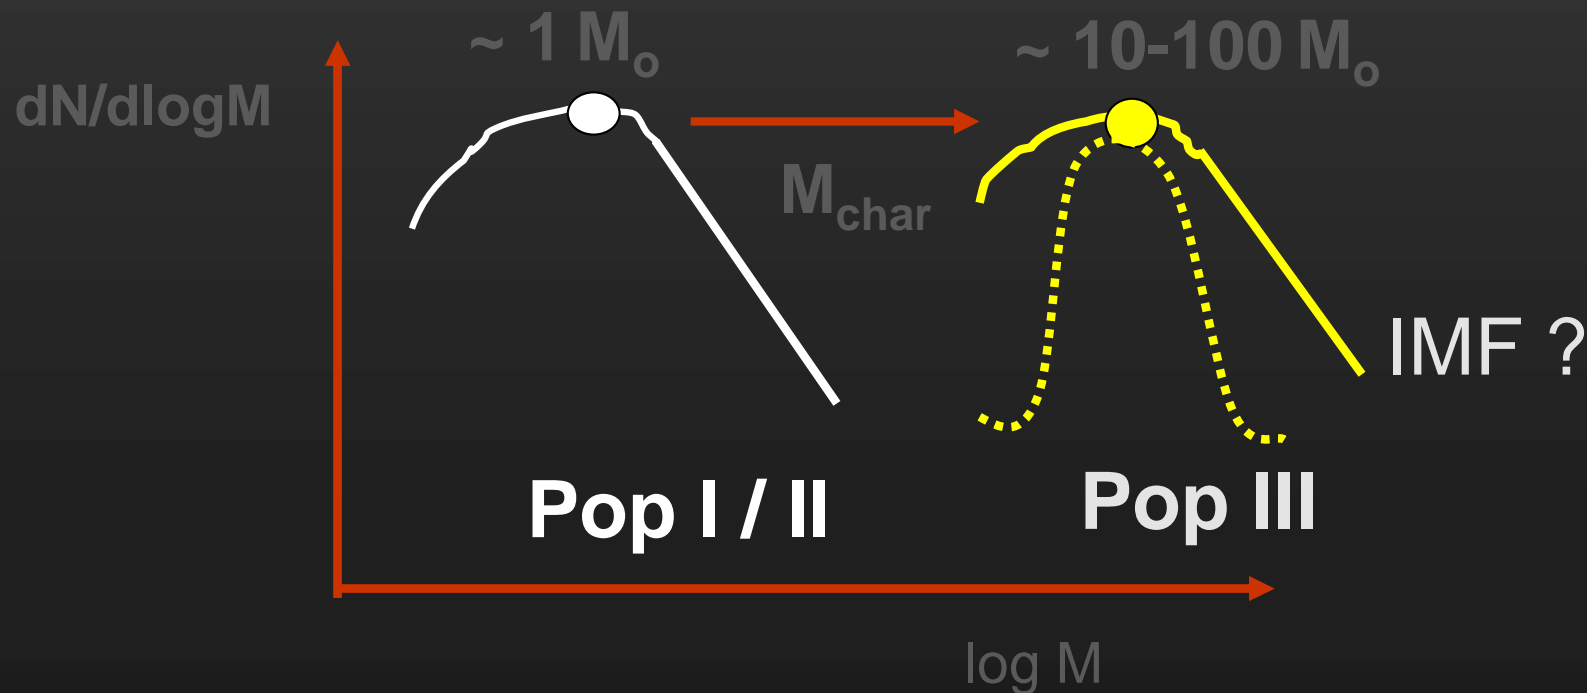 ~ 1 Mo
~ 10-100 Mo
dN/dlogM
Mchar
IMF ?
Pop I / II
Pop III
log M